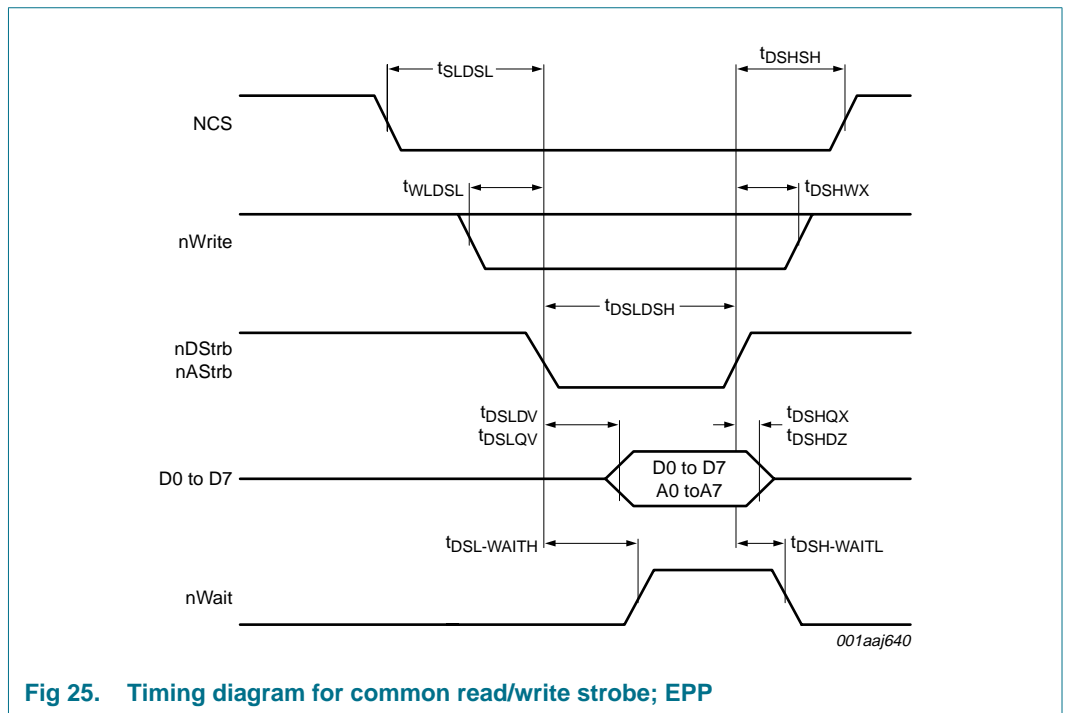 tSLDSL
tDSHSH
NCS
tWLDSL
tDSHWX
nWrite
tDSLDSH
nDStrb
nAStrb
tDSLDV
tDSLQV
tDSHQX
tDSHDZ
D0 to D7
D0 to D7
A0 toA7
tDSL-WAITH
tDSH-WAITL
nWait
001aaj640
Fig 25. Timing diagram for common read/write strobe; EPP